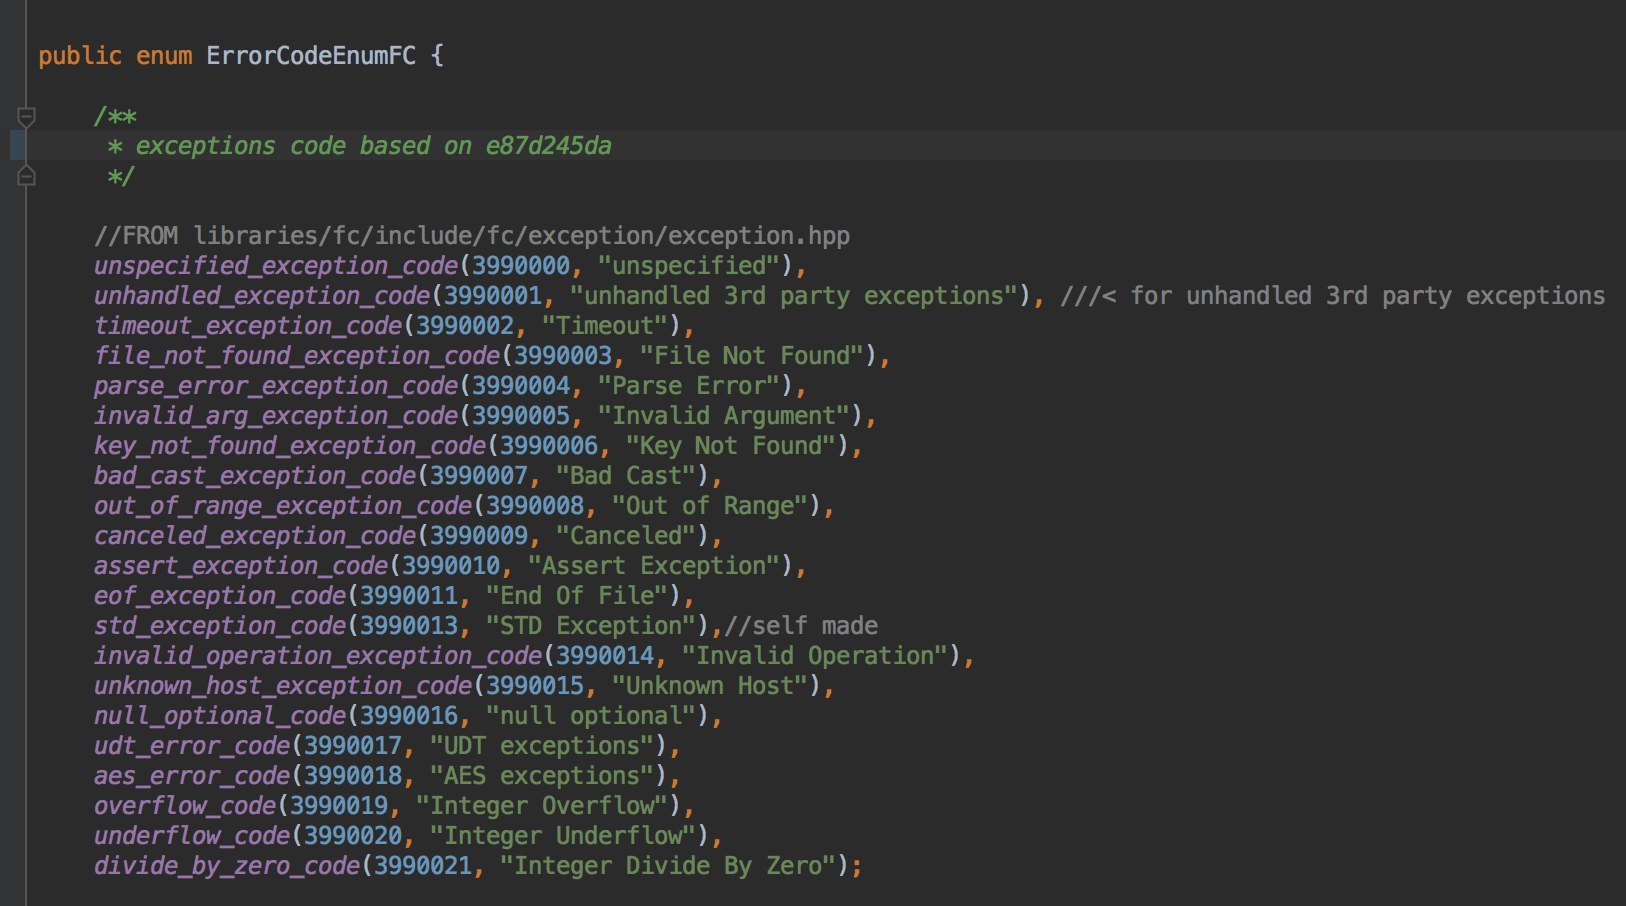 public enum ErrorCodeEnumFC {
/**
* exceptions code based on e87d245da
*/
//FROM libraries/fc/include/fc/exception/exception.hpp
unspecified_exception_code(3990000, "unspecified"),
unhandled_exception_code(3990001, "unhandled 3rd party exceptions"), ///< for unhandled 3rd party exceptions
timeout_exception_code(3990002, "Timeout"),
file_not_found_exception_code(3990003, "File Not Found"),
parse_error_exception_code(3990004, "Parse Error"),
invalid_arg_exception_code(3990005, "Invalid Argument"),
key_not_found_exception_code(3990006, "Key Not Found"),
bad_cast_exception_code(3990007, "Bad Cast"),
out_of_range_exception_code(3990008, "Out of Range"),
canceled_exception_code(3990009, "Canceled"),
assert_exception_code(3990010, "Assert Exception"),
eof_exception_code(3990011, "End Of File"),
std_exception_code(3990013, "STD Exception"),//self made
invalid_operation_exception_code(3990014, "Invalid Operation"),
unknown_host_exception_code(3990015, "Unknown Host"),
null_optional_code(3990016, "null optional"),
udt_error_code(3990017, "UDT exceptions"),
aes_error_code(3990018, "AES exceptions"),
overflow_code(3990019, "Integer Overflow"),
underflow_code(3990020, "Integer Underflow"),
divide_by_zero_code(3990021, "Integer Divide By Zero");